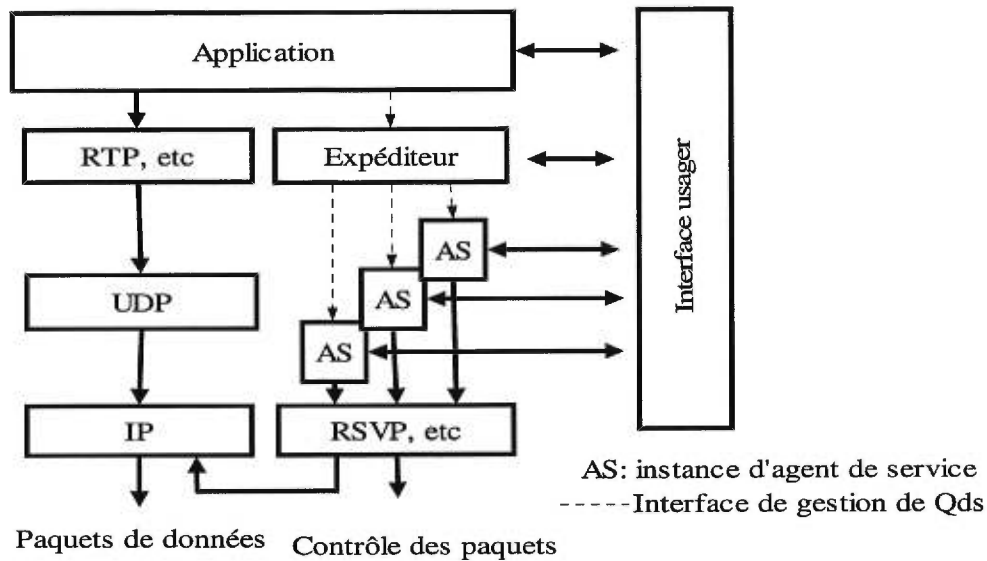 Application
RTP, etc
Expéditeur
AS
UDP
AS
AS
IP
RSVP, etc
Interface usager
AS: instance d'agent de service
Interface de gestion de Qds
Paquets de données
Contrôle des paquets